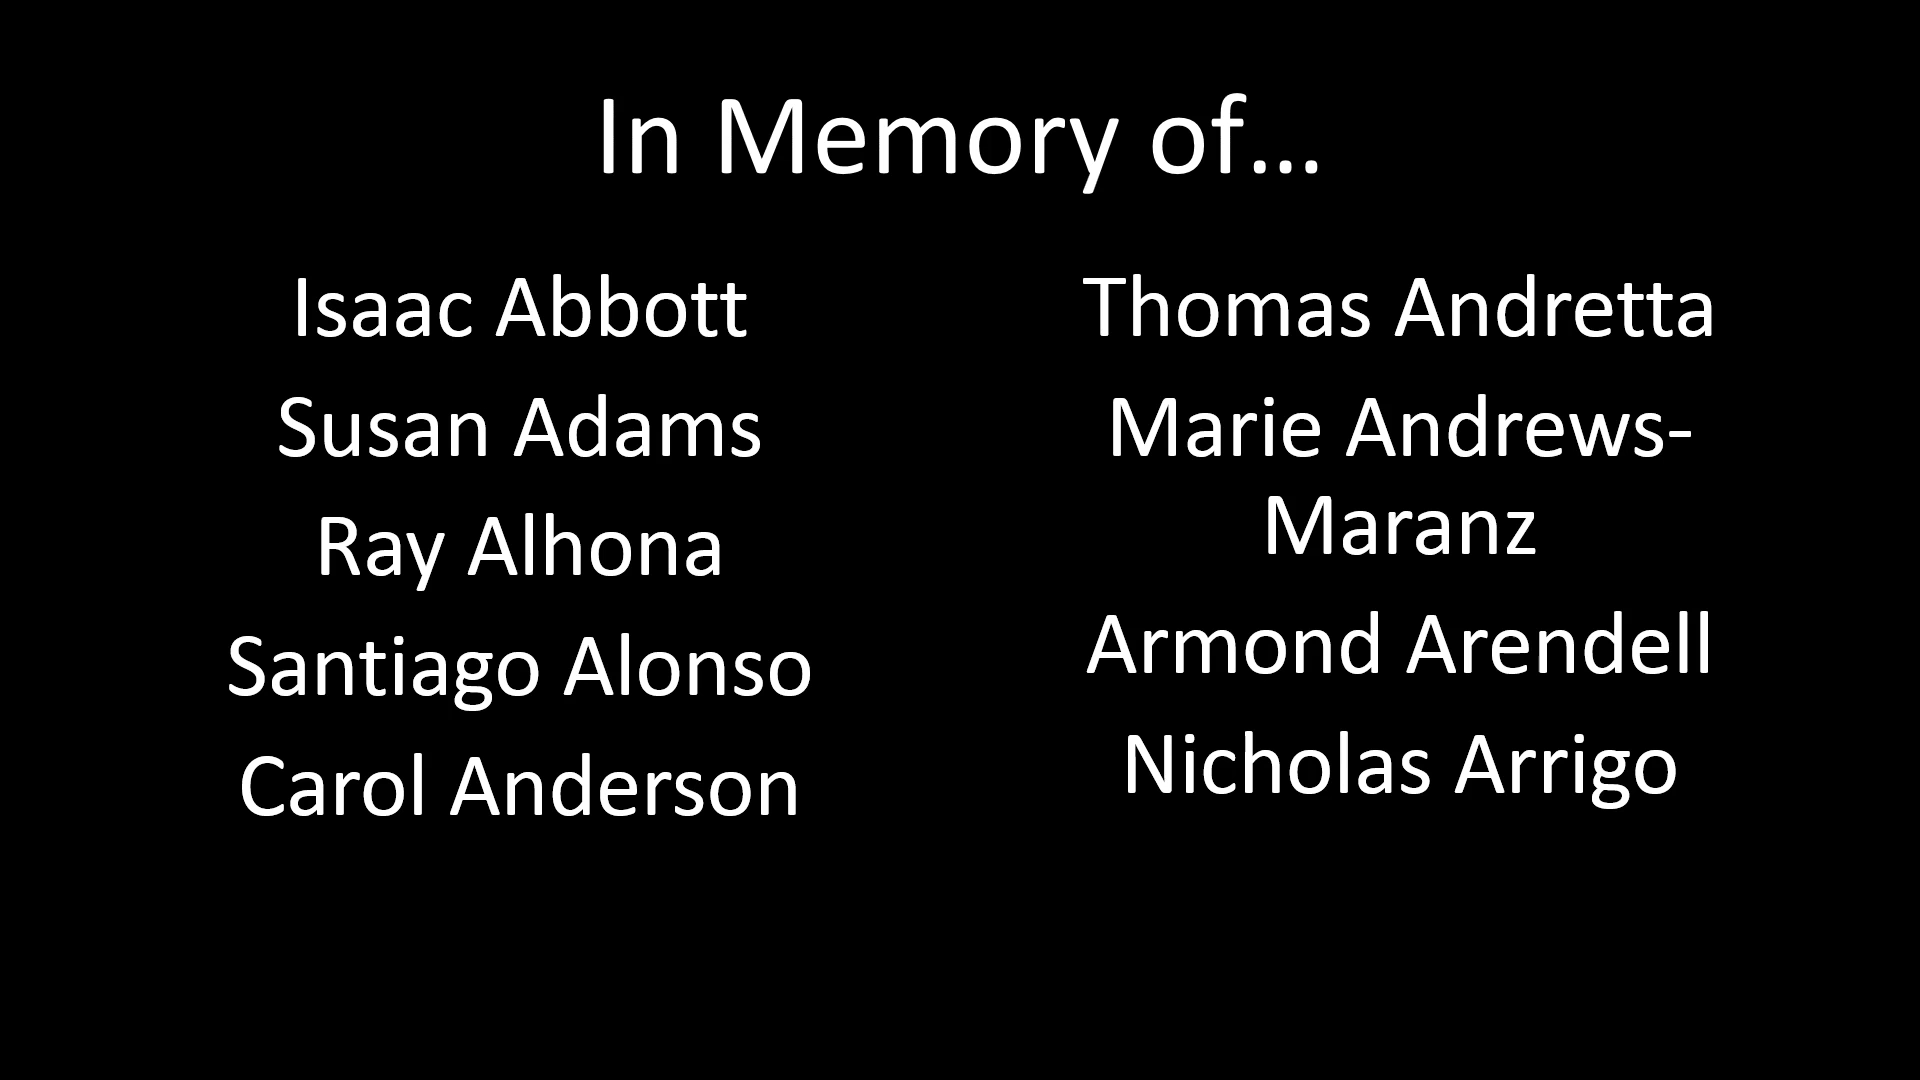 In Memory of…
Isaac Abbott
Susan Adams
Ray Alhona
Santiago Alonso
Carol Anderson
Thomas Andretta
Marie Andrews-
Maranz
Armond Arendell
Nicholas Arrigo